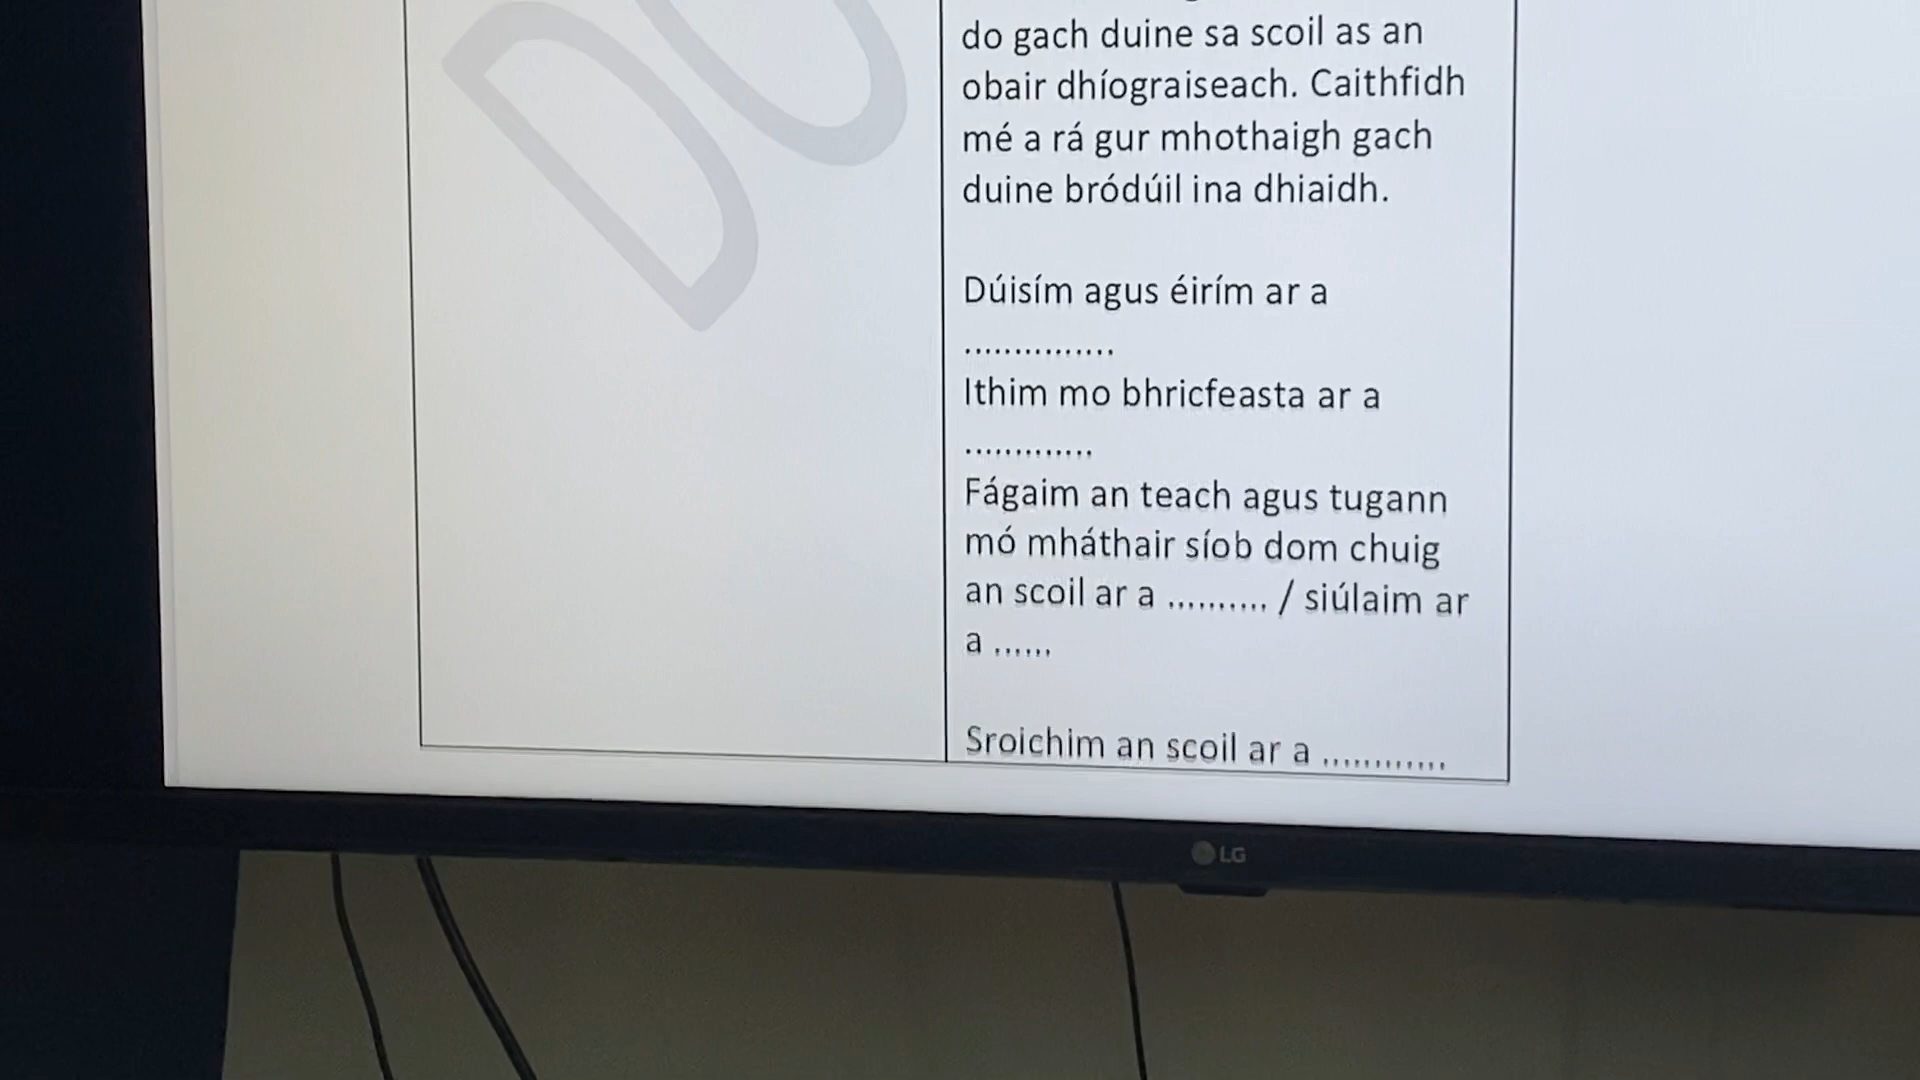 do gach duine sa scoil as an
obair dhíograiseach. Caithfidh
mé a rá gur mhothaigh gach
duine bródúil ina dhiaidh.
Dúisím agus éirím ar a
...............
Ithim mo bhricfeasta ar a
.............
Fágaim an teach agus tugann
mó mháthair síob dom chuig
an scoil ar a .......... / siúlaim ar
a ......
Sroichim an scoil ar a ............
LG